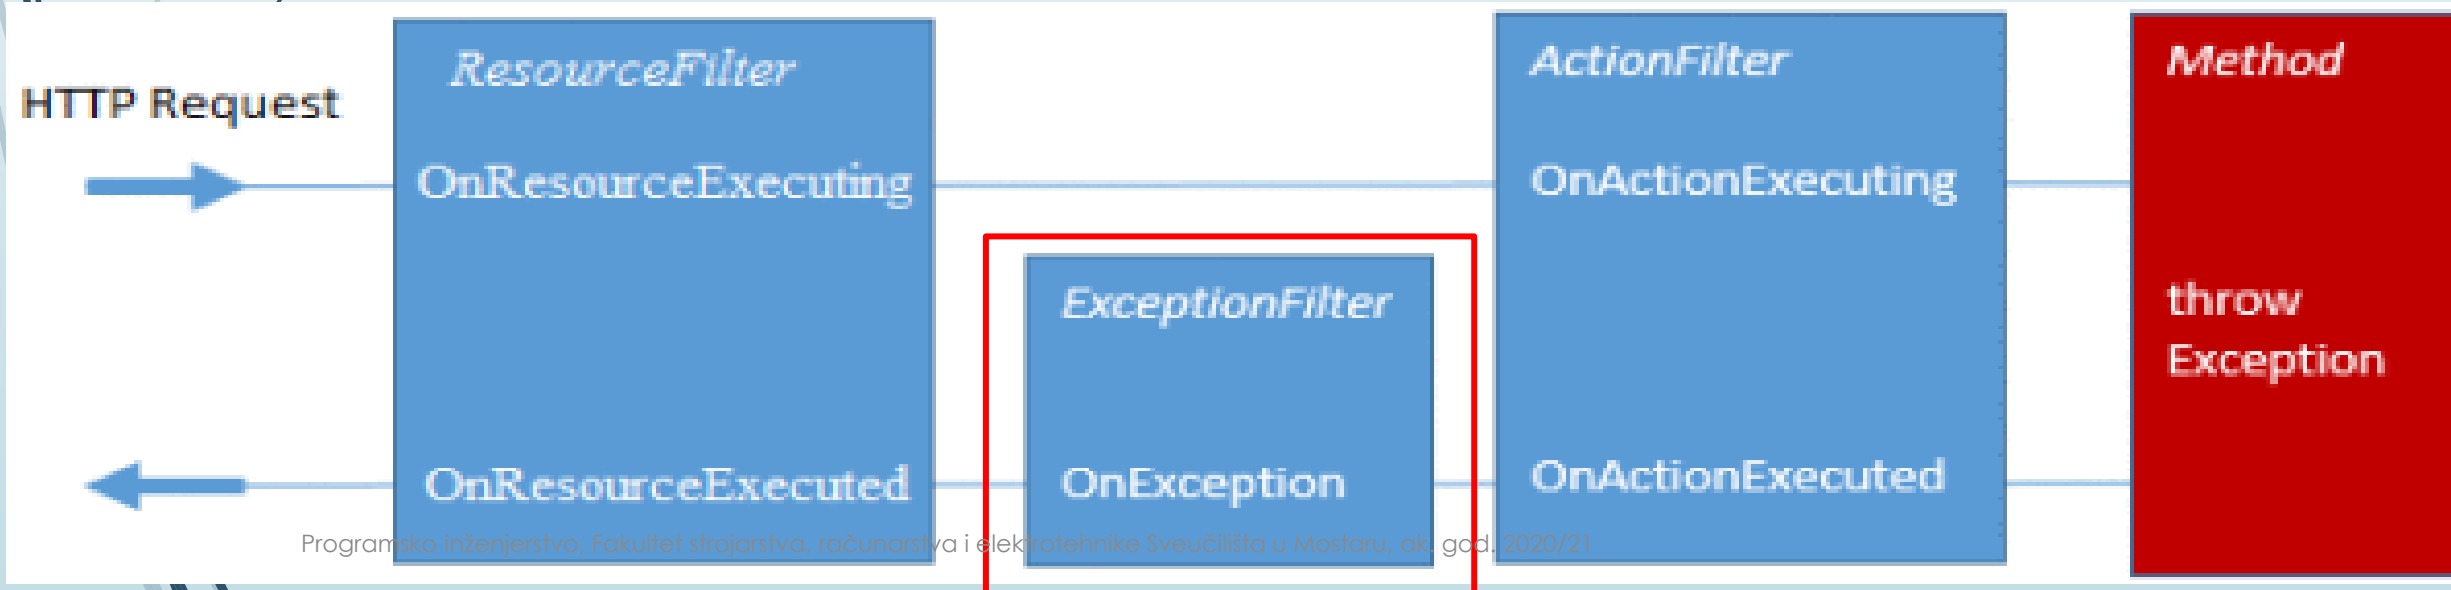 HTTP Request
ResourceFilter
OnResourceExecuting
OnResourceExecuted
ExceptionFilter
OnException
ActionFilter
OnActionExecuting
OnActionExecuted
Method
throw
Exception
Programsko inženjerstvo, Fakultet strojarstva, računarstva i elektrotehnike Sveučilišta u Mostaru, ak. god. 2020/21